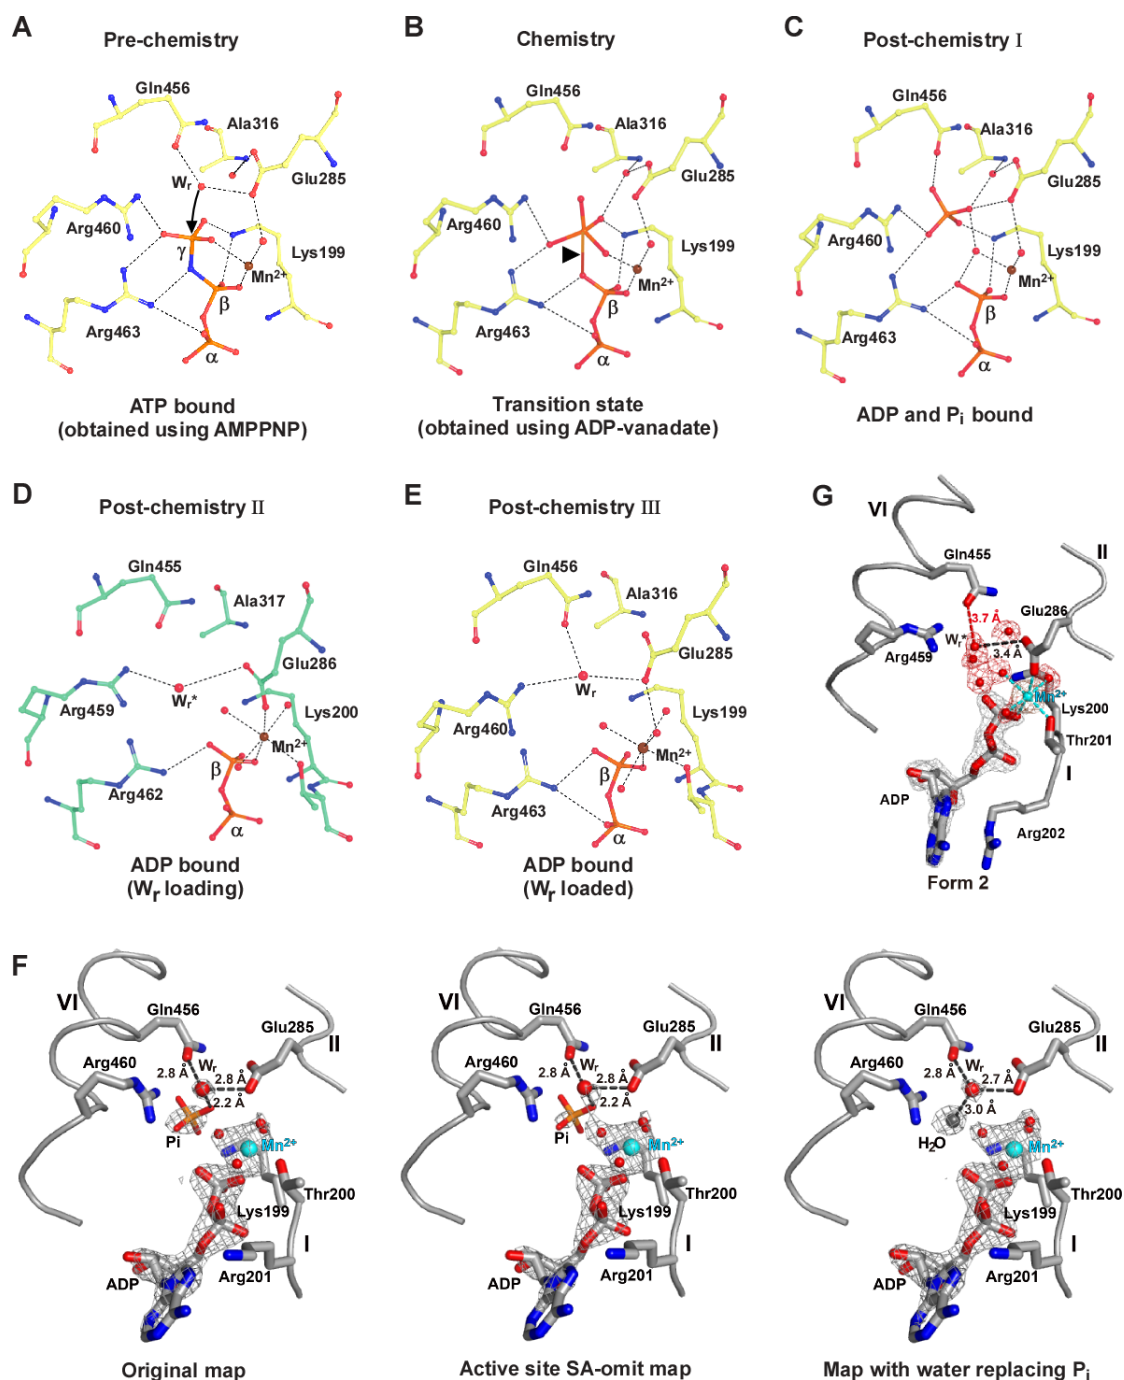 A
Pre-chemistry
Gln456
Ala316
Wr
Glu285
Arg460
γ
Lys199
Mn2+
β
Arg463
α
ATP bound
(obtained using AMPPNP)
B
Chemistry
Gln456
Ala316
Glu285
Arg460
Lys199
Mn2+
β
Arg463
α
Transition state
(obtained using ADP-vanadate)
C
Post-chemistry I
Gln456
Ala316
Glu285
Arg460
Lys199
Mn2+
β
Arg463
α
ADP and Pi bound
D
Post-chemistry II
Gln455
Ala317
Glu286
Arg459
Wr*
Lys200
Mn2+
β
Arg462
α
ADP bound
(Wr loading)
E
Post-chemistry III
Gln456
Ala316
Glu285
Wr
Arg460
Lys199
Mn2+
β
Arg463
α
ADP bound
(Wr loaded)
G
VI
II
Gln455
Glu286
3.7 Å
Wr*
Arg459
3.4 Å
Mn2+
Lys200
Thr201
I
ADP
Arg202
Form 2
F
VI
Gln456
Glu285
II
Arg460
Wr
2.8 Å
2.8 Å
2.2 Å
Pi
Mn2+
Thr200
Lys199
I
ADP
Arg201
Original map
VI
Gln456
Glu285
II
Arg460
Wr
2.8 Å
2.8 Å
2.2 Å
Pi
Mn2+
Thr200
Lys199
I
ADP
Arg201
Active site SA-omit map
VI
Gln456
Glu285
II
Arg460
Wr
2.8 Å
2.7 Å
3.0 Å
H2O
Mn2+
Thr200
Lys199
I
ADP
Arg201
Map with water replacing Pi